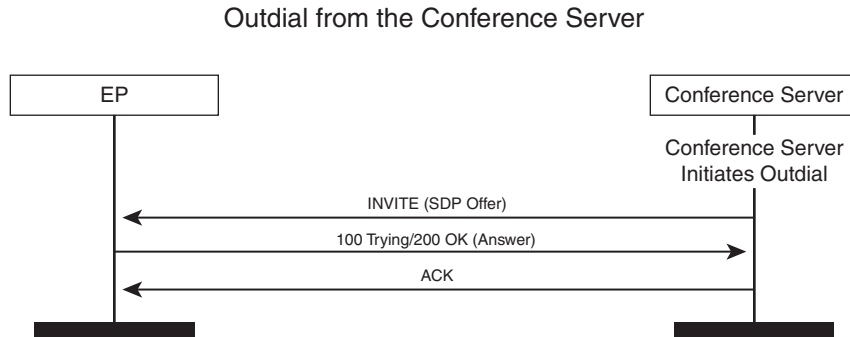 Outdial from the Conference Server
EP
Conference Server
Conference Server
Initiates Outdial
INVITE (SDP Offer)
100 Trying/200 OK (Answer)
ACK